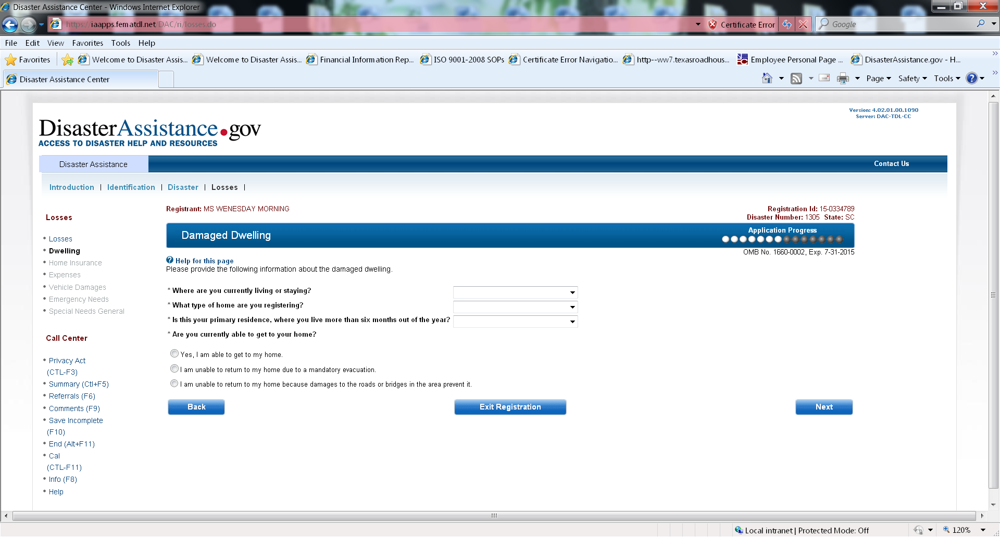 Disaster Assistance Center - Windows Internet Explorer
https://iaapps.fematdl.net/DAC/ri/losses.do
Certificate Error
Google
File Edit View Favorites Tools Help
Favorites
Welcome to Disaster Assis...
Welcome to Disaster Assis...
Financial Information Rep...
ISO 9001-2008 SOPs
Certificate Error Navigatio...
http--ww7.texasroadhous...
Employee Personal Page ...
DisasterAssistance.gov - H...
Disaster Assistance Center
Page Safety Tools
Version: 4.02.01.00.1090
Server: DAC-TDL-CC
DisasterAssistance.gov
ACCESS TO DISASTER HELP AND RESOURCES
Disaster Assistance
Contact Us
Introduction | Identification | Disaster | Losses |
Registrant: MS WENESDAY MORNING
Registration Id: 15-0334789
Disaster Number: 1305 State: SC
Losses
• Losses
• Dwelling
• Home Insurance
• Expenses
• Vehicle Damages
• Emergency Needs
• Special Needs General
Call Center
• Privacy Act
(CTL-F3)
• Summary (Ctl+F5)
• Referrals (F6)
• Comments (F9)
• Save Incomplete
(F10)
• End (Alt+F11)
• Cal
(CTL-F11)
• Info (F8)
• Help
Damaged Dwelling
Application Progress
OMB No. 1660-0002, Exp. 7-31-2015
? Help for this page
Please provide the following information about the damaged dwelling.
* Where are you currently living or staying?
* What type of home are you registering?
* Is this your primary residence, where you live more than six months out of the year?
* Are you currently able to get to your home?
Yes, I am able to get to my home.
I am unable to return to my home due to a mandatory evacuation.
I am unable to return to my home because damages to the roads or bridges in the area prevent it.
Back
Exit Registration
Next
Local intranet | Protected Mode: Off
120%